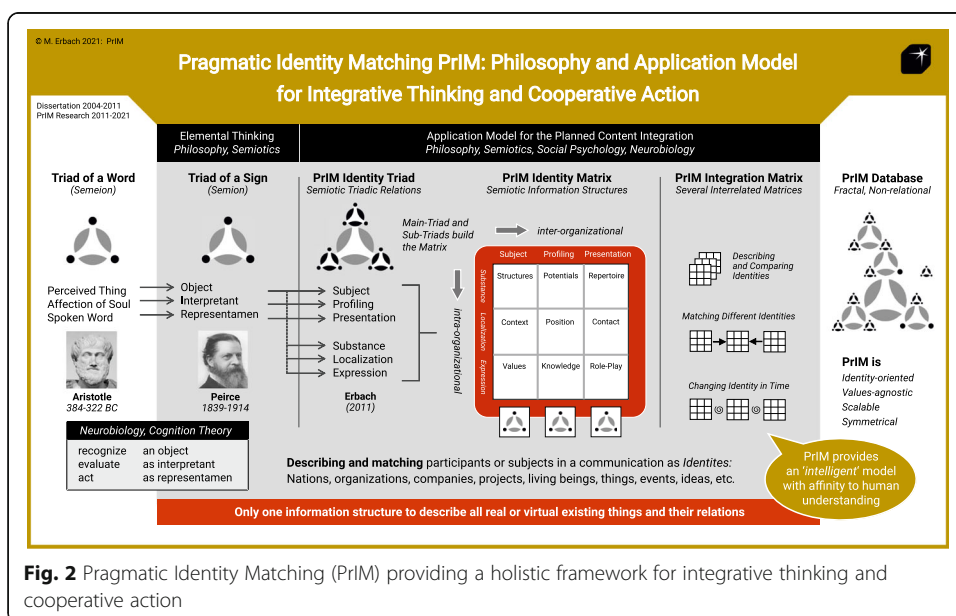 © M. Erbach 2021: PrIM
Pragmatic Identity Matching PrIM: Philosophy and Application Model
for Integrative Thinking and Cooperative Action
Dissertation 2004-2011
PrIM Research 2011-2021
Elemental Thinking
Philosophy, Semiotics
Application Model for the Planned Content Integration
Philosophy, Semiotics, Social Psychology, Neurobiology
Triad of a Word
(Semeion)
Perceived Thing
Affection of Soul
Spoken Word
Aristotle
384-322 BC
Triad of a Sign
(Semion)
Object
Interpretant
Representamen
Peirce
1839-1914
Neurobiology, Cognition Theory
recognize an object
evaluate as interpretant
act as representamen
PrIM Identity Triad
Semiotic Triadic Relations
Main-Triad and
Sub-Triads build
the Matrix
Subject
Profiling
Presentation
Substance
Localization
Expression
Erbach
(2011)
PrIM Identity Matrix
Semiotic Information Structures
inter-organizational
intra-organizational
Subject Profiling Presentation
Substance
Structures Potentials Repertoire
Localization
Context Position Contact
Expression
Values Knowledge Role-Play
PrIM Integration Matrix
Several Interrelated Matrices
Describing
and Comparing
Identities
Matching Different Identities
Changing Identity in Time
PrIM Database
Fractal, Non-relational
PrIM is
Identity-oriented
Values-agnostic
Scalable
Symmetrical
Describing and matching participants or subjects in a communication as Identites:
Nations, organizations, companies, projects, living beings, things, events, ideas, etc.
PrIM provides
an 'intelligent' model
with affinity to human
understanding
Only one information structure to describe all real or virtual existing things and their relations
Fig. 2 Pragmatic Identity Matching (PrIM) providing a holistic framework for integrative thinking and
cooperative action